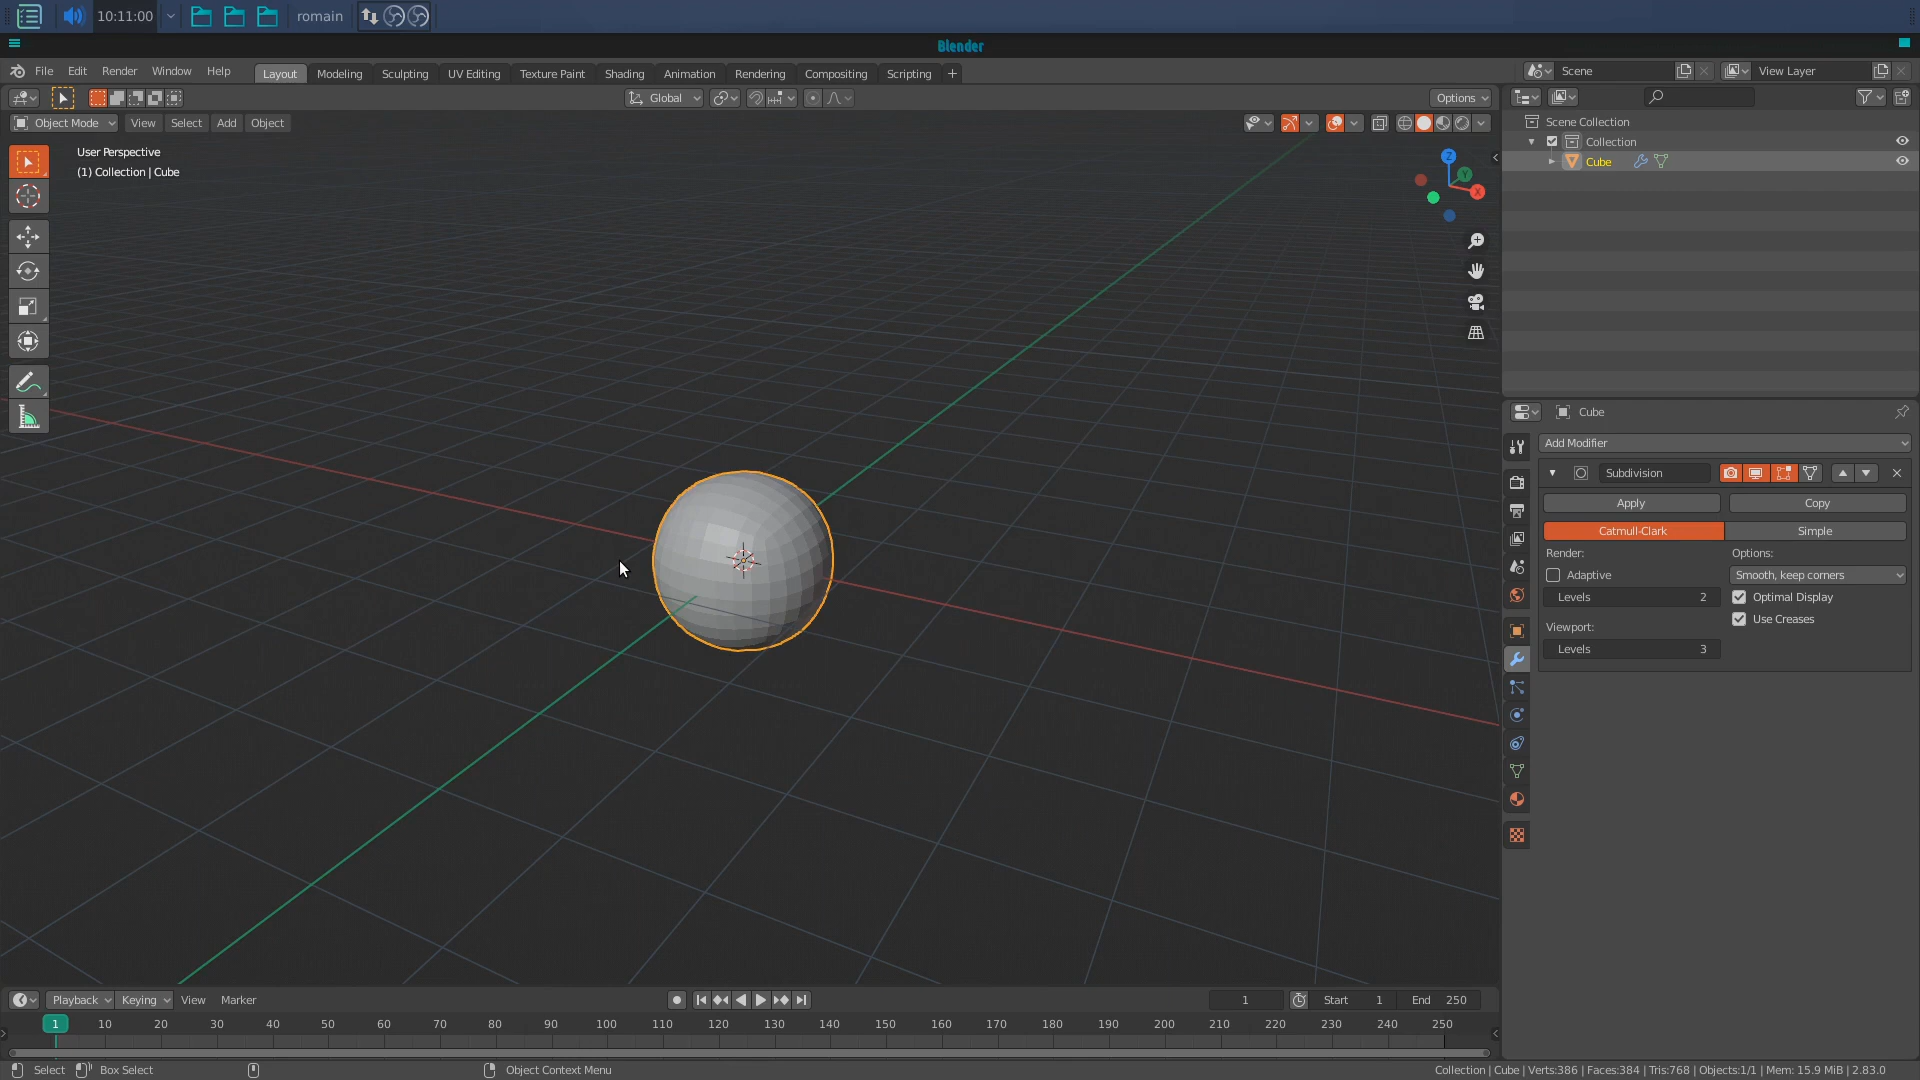 10:11:00 romain
Blender
File Edit Render Window Help Layout Modeling Sculpting UV Editing Texture Paint Shading Animation Rendering Compositing Scripting + Scene View Layer
Global Options
Object Mode View Select Add Object
User Perspective
(1) Collection | Cube
Z
Y
X
Scene Collection
Collection
Cube
Cube
Add Modifier
Subdivision
Apply Copy
Catmull-Clark Simple
Render: Options:
Adaptive Smooth, keep corners
Levels 2 Optimal Display
Use Creases
Viewport:
Levels 3
Playback Keying View Marker 1 Start 1 End 250
1 10 20 30 40 50 60 70 80 90 100 110 120 130 140 150 160 170 180 190 200 210 220 230 240 250
Select Box Select Object Context Menu Collection | Cube | Verts:386 | Faces:384 | Tris:768 | Objects:1/1 | Mem: 15.9 MiB | 2.83.0